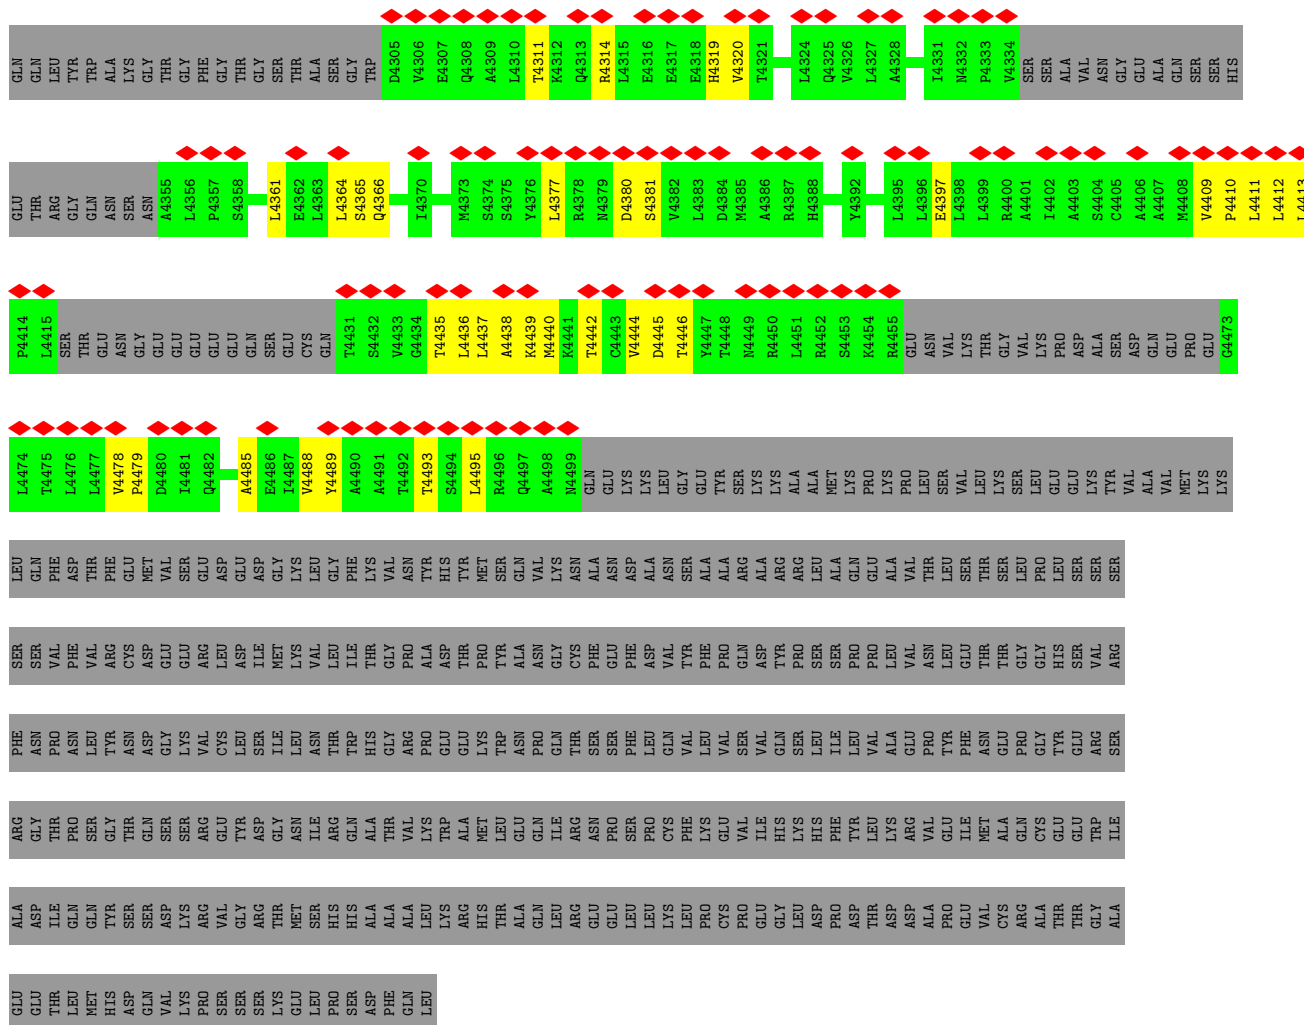 GLN GLN LEU TYR TRP ALA LYS GLY THR GLY PHE GLY THR GLY SER THR ALA SER GLY TRP D4305 V4306 E4307 Q4308 A4309 L4310 T4311 K4312 Q4313 R4314 L4315 E4316 E4317 E4318 H4319 V4320 T4321 L4324 Q4325 V4326 L4327 A4328 I4331 N4332 P4333 V4334 SER SER ALA VAL ASN GLY GLU ALA GLN SER SER HIS
GLU THR ARG GLY GLN ASN SER ASN A4355 L4356 P4357 S4358 L4361 E4362 L4363 L4364 S4365 Q4366 I4370 M4373 S4374 S4375 Y4376 L4377 R4378 N4379 D4380 S4381 V4382 L4383 D4384 M4385 A4386 R4387 H4388 Y4392 L4395 L4396 E4397 L4398 L4399 R4400 A4401 I4402 A4403 S4404 C4405 A4406 A4407 M4408 V4409 P4410 L4411 L4412 L4413
P4414 L4415 SER THR GLU ASN GLY GLU GLU GLU GLU GLU GLN SER GLU CYS GLN T4431 S4432 V4433 G4434 T4435 L4436 L4437 A4438 K4439 M4440 K4441 T4442 C4443 V4444 D4445 T4446 Y4447 T4448 N4449 R4450 L4451 R4452 S4453 K4454 R4455 GLU ASN VAL LYS THR GLY VAL LYS PRO ASP ALA SER ASP GLN GLU PRO GLU G4473
L4474 T4475 L4476 L4477 V4478 P4479 D4480 I4481 Q4482 A4485 E4486 I4487 V4488 Y4489 A4490 A4491 T4492 T4493 S4494 L4495 R4496 Q4497 A4498 N4499 GLN GLU LYS LYS LEU GLY GLU TYR SER LYS LYS ALA ALA MET LYS PRO LYS PRO LEU SER VAL LEU LYS SER LEU GLU GLU LYS TYR VAL ALA VAL MET LYS LYS
LEU GLN PHE ASP THR PHE GLU MET VAL SER GLU ASP GLU ASP GLY LYS LEU GLY PHE LYS VAL ASN TYR HIS TYR MET SER GLN VAL LYS ASN ALA ASN ASP ALA ASN SER ALA ALA ARG ALA ARG ARG LEU ALA GLN GLU ALA VAL THR LEU SER THR SER LEU PRO LEU SER SER SER
SER SER VAL PHE VAL ARG CYS ASP GLU GLU ARG LEU ASP ILE MET LYS VAL LEU ILE THR GLY PRO ALA ASP THR PRO TYR ALA ASN GLY CYS PHE GLU PHE ASP VAL TYR PHE PRO GLN ASP TYR PRO SER SER PRO PRO LEU VAL ASN LEU GLU THR THR GLY GLY HIS SER VAL ARG
PHE ASN PRO ASN LEU TYR ASN ASP GLY LYS VAL CYS LEU SER ILE LEU ASN THR TRP HIS GLY ARG PRO GLU GLU LYS TRP ASN PRO GLN THR SER SER PHE LEU GLN VAL LEU VAL SER VAL GLN SER LEU ILE LEU VAL ALA GLU PRO TYR PHE ASN GLU PRO GLY TYR GLU ARG SER
ARG GLY THR PRO SER GLY THR GLN SER SER ARG GLU TYR ASP GLY ASN ILE ARG GLN ALA THR VAL LYS TRP ALA MET LEU GLU GLN ILE ARG ASN PRO SER PRO CYS PHE LYS GLU VAL ILE HIS LYS HIS PHE TYR LEU LYS ARG VAL GLU ILE MET ALA GLN CYS GLU GLU TRP ILE
ALA ASP ILE GLN GLN TYR SER SER ASP LYS ARG VAL GLY ARG THR MET SER HIS HIS ALA ALA ALA LEU LYS ARG HIS THR ALA GLN LEU ARG GLU GLU LEU LEU LYS LEU PRO CYS PRO GLU GLY LEU ASP PRO ASP THR ASP ASP ALA PRO GLU VAL CYS ARG ALA THR THR GLY ALA
GLU GLU THR LEU MET HIS ASP GLN VAL LYS PRO SER SER SER LYS GLU LEU PRO SER ASP PHE GLN LEU